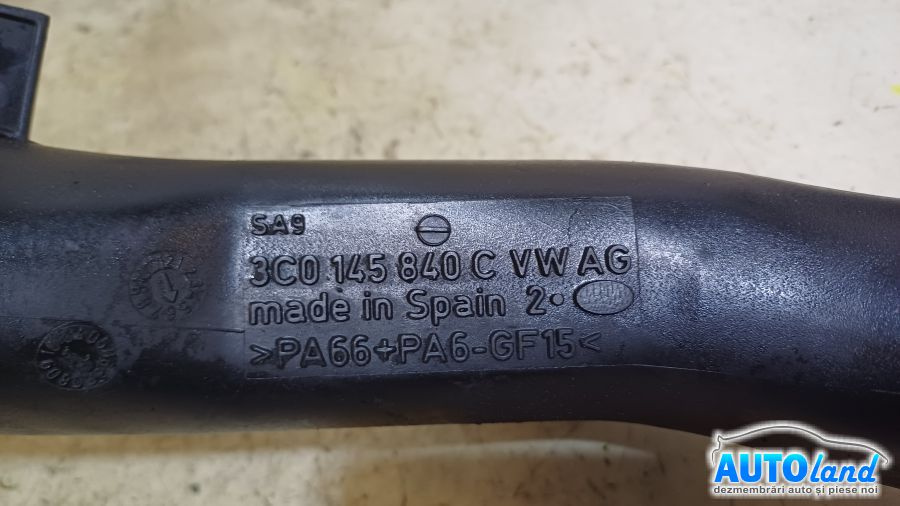 SA9
3C0 145 840 C VW AG
made in Spain 2•
>PA66+PA6-GF15<
AUTOland
dezmembrări auto și piese noi